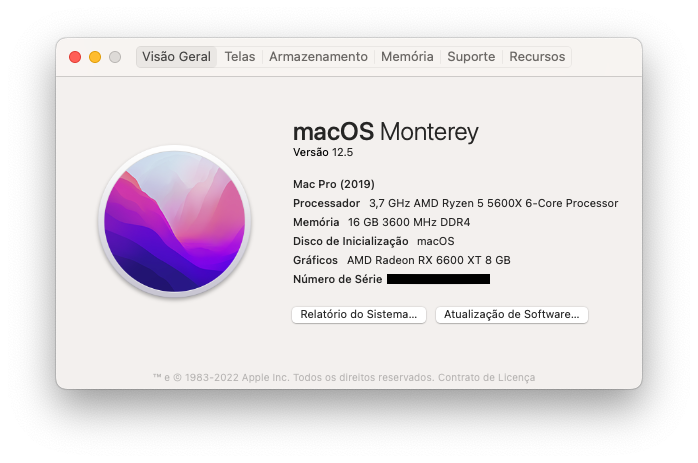 Visão Geral Telas Armazenamento Memória Suporte Recursos
macOS Monterey
Versão 12.5
Mac Pro (2019)
Processador 3,7 GHz AMD Ryzen 5 5600X 6-Core Processor
Memória 16 GB 3600 MHz DDR4
Disco de Inicialização macOS
Gráficos AMD Radeon RX 6600 XT 8 GB
Número de Série
Relatório do Sistema... Atualização de Software...
™ e © 1983-2022 Apple Inc. Todos os direitos reservados. Contrato de Licença